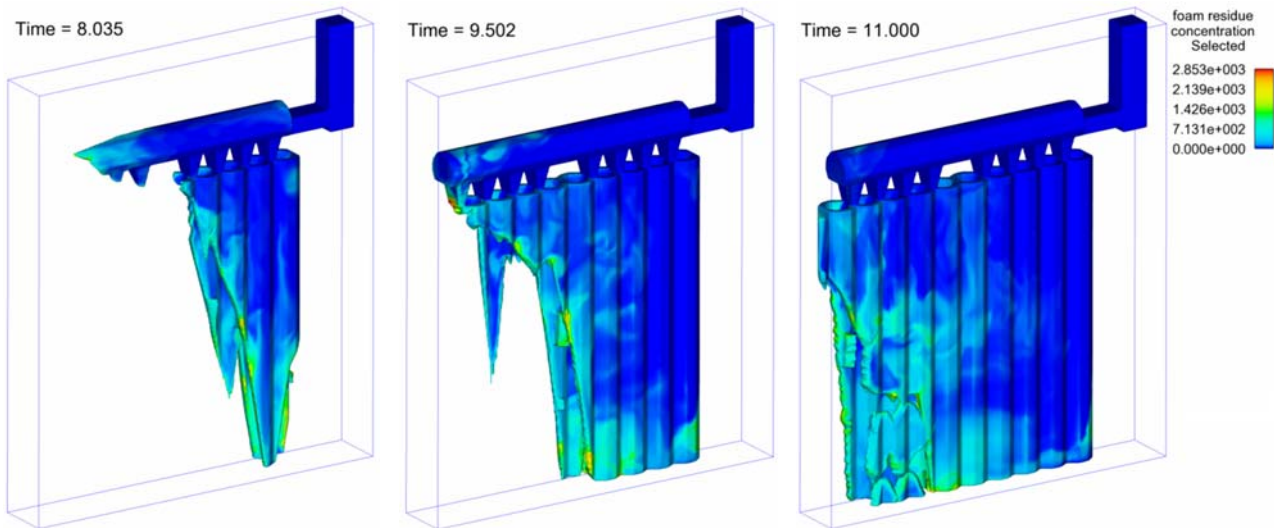 Time = 8.035
Time = 9.502
Time = 11.000
foam residue
concentration
Selected
2.853e+003
2.139e+003
1.426e+003
7.131e+002
0.000e+000